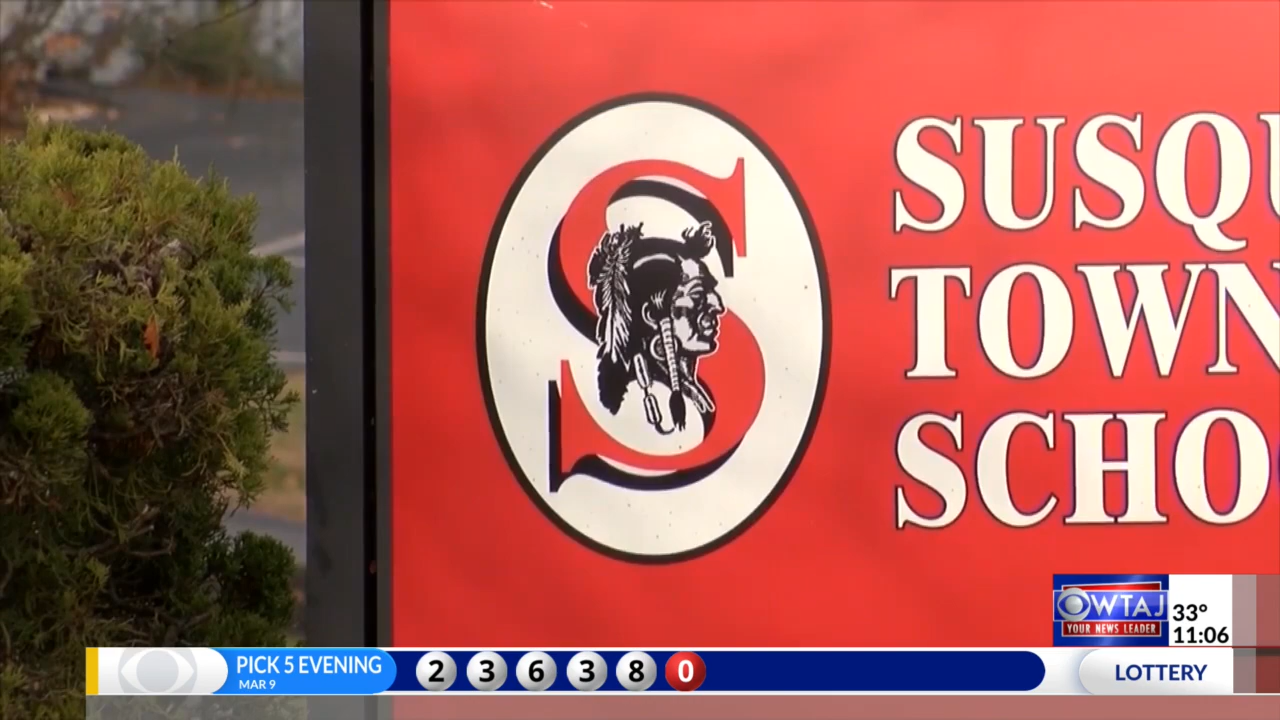 S
SUSQU
TOWN
SCHO
WTAJ
YOUR NEWS LEADER
33°
11:06
PICK 5 EVENING
MAR 9
2 3 6 3 8 0
LOTTERY